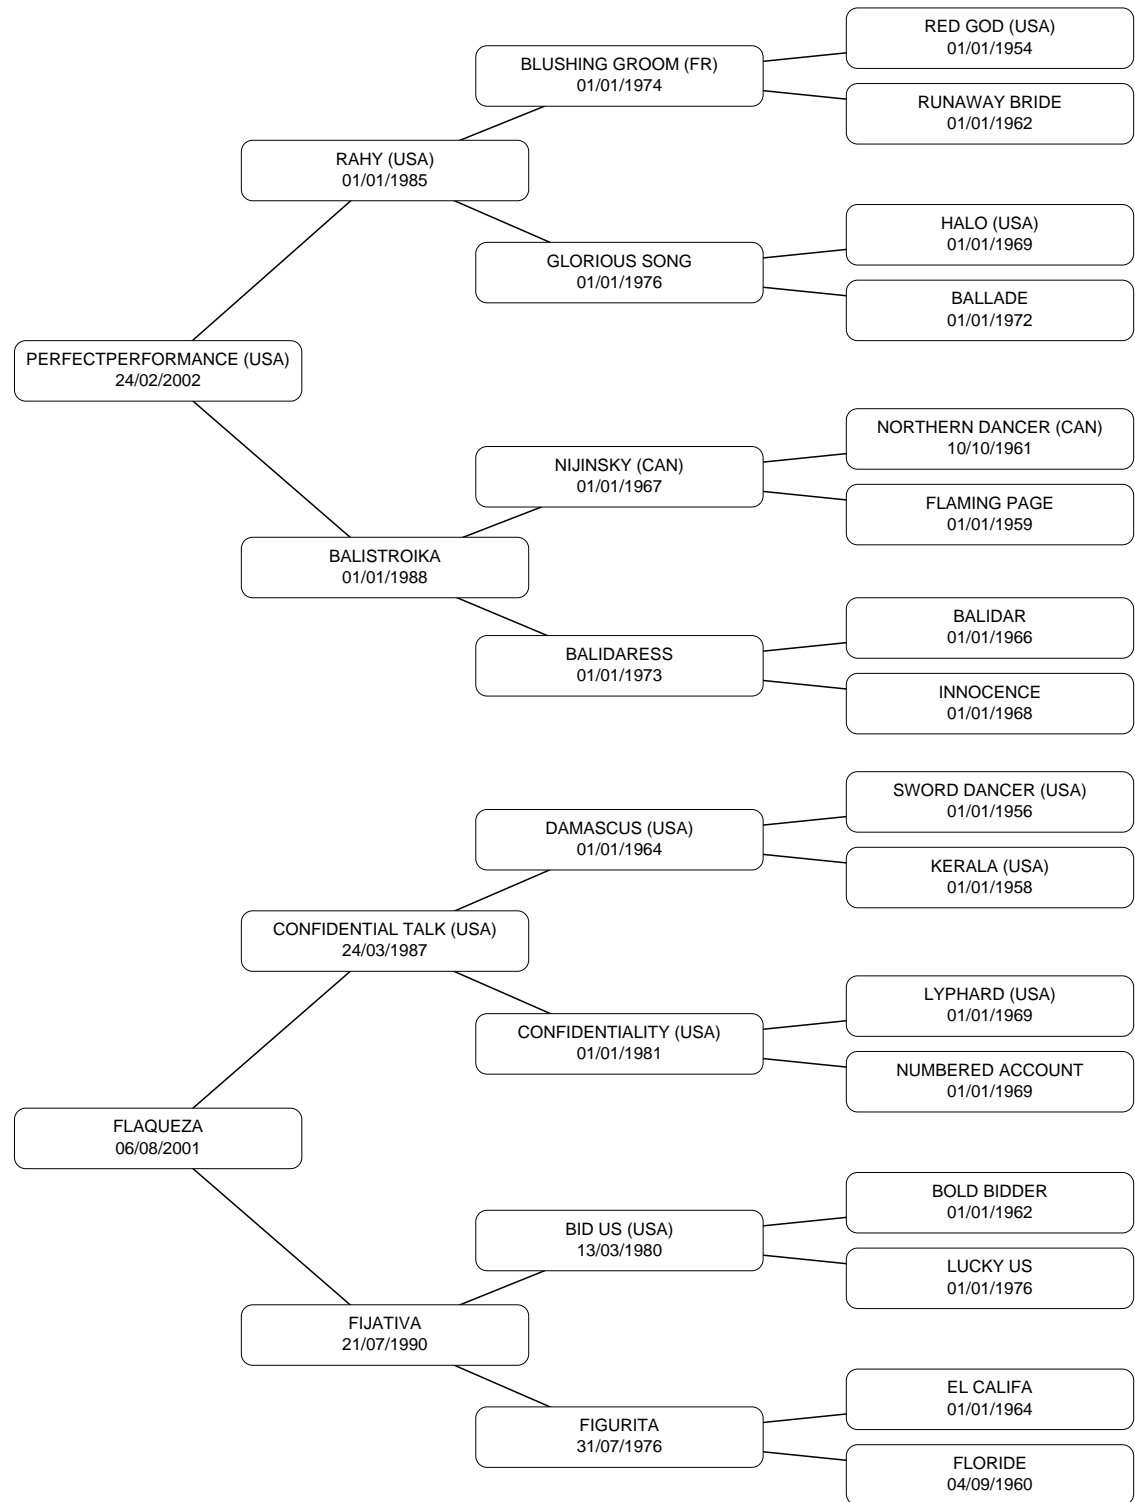 RED GOD (USA)
01/01/1954
BLUSHING GROOM (FR)
01/01/1974
RUNAWAY BRIDE
01/01/1962
RAHY (USA)
01/01/1985
HALO (USA)
01/01/1969
GLORIOUS SONG
01/01/1976
BALLADE
01/01/1972
PERFECTPERFORMANCE (USA)
24/02/2002
NORTHERN DANCER (CAN)
10/10/1961
NIJINSKY (CAN)
01/01/1967
FLAMING PAGE
01/01/1959
BALISTROIKA
01/01/1988
BALIDAR
01/01/1966
BALIDARESS
01/01/1973
INNOCENCE
01/01/1968
SWORD DANCER (USA)
01/01/1956
DAMASCUS (USA)
01/01/1964
KERALA (USA)
01/01/1958
CONFIDENTIAL TALK (USA)
24/03/1987
LYPHARD (USA)
01/01/1969
CONFIDENTIALITY (USA)
01/01/1981
NUMBERED ACCOUNT
01/01/1969
FLAQUEZA
06/08/2001
BOLD BIDDER
01/01/1962
BID US (USA)
13/03/1980
LUCKY US
01/01/1976
FIJATIVA
21/07/1990
EL CALIFA
01/01/1964
FIGURITA
31/07/1976
FLORIDE
04/09/1960